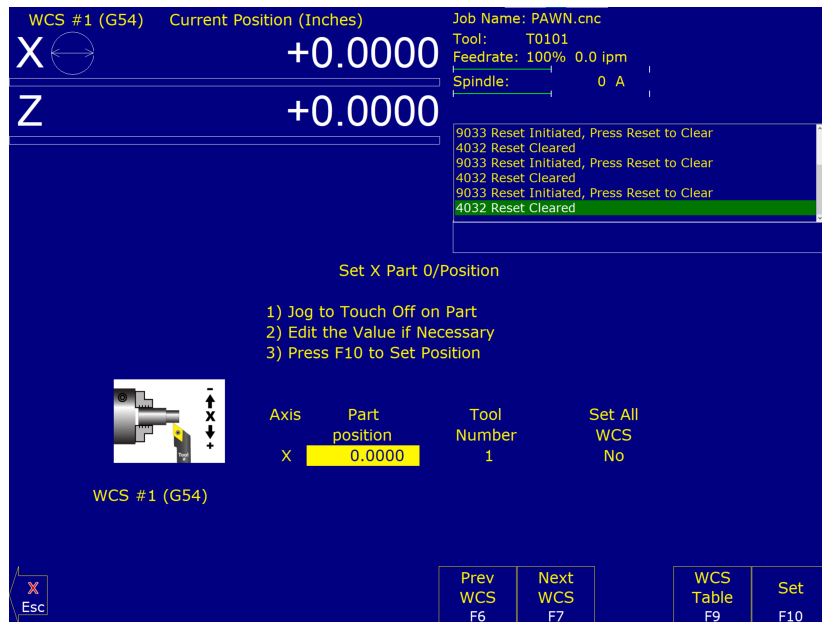 WCS #1 (G54) Current Position (Inches)
X +0.0000
Z +0.0000
Job Name: PAWN.cnc
Tool: T0101
Feedrate: 100% 0.0 ipm
Spindle: 0 A
9033 Reset Initiated, Press Reset to Clear
4032 Reset Cleared
9033 Reset Initiated, Press Reset to Clear
4032 Reset Cleared
9033 Reset Initiated, Press Reset to Clear
4032 Reset Cleared
Set X Part 0/Position
1) Jog to Touch Off on Part
2) Edit the Value if Necessary
3) Press F10 to Set Position
- X +
Tool
Axis Part Tool Set All
position Number WCS
X 0.0000 1 No
WCS #1 (G54)
X
Esc
Prev
WCS
F6
Next
WCS
F7
WCS
Table
F9
Set
F10